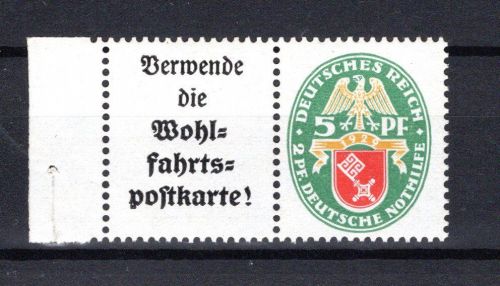 Verwende
die
Wohl-
fahrts-
postkarte!
DEUTSCHES REICH
5 PF
1929
2 PF. DEUTSCHE NOTHILFE